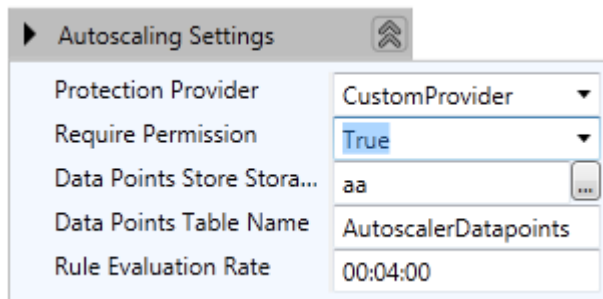 Autoscaling Settings
Protection Provider CustomProvider
Require Permission True
Data Points Store Stora... aa ...
Data Points Table Name AutoscalerDatapoints
Rule Evaluation Rate 00:04:00